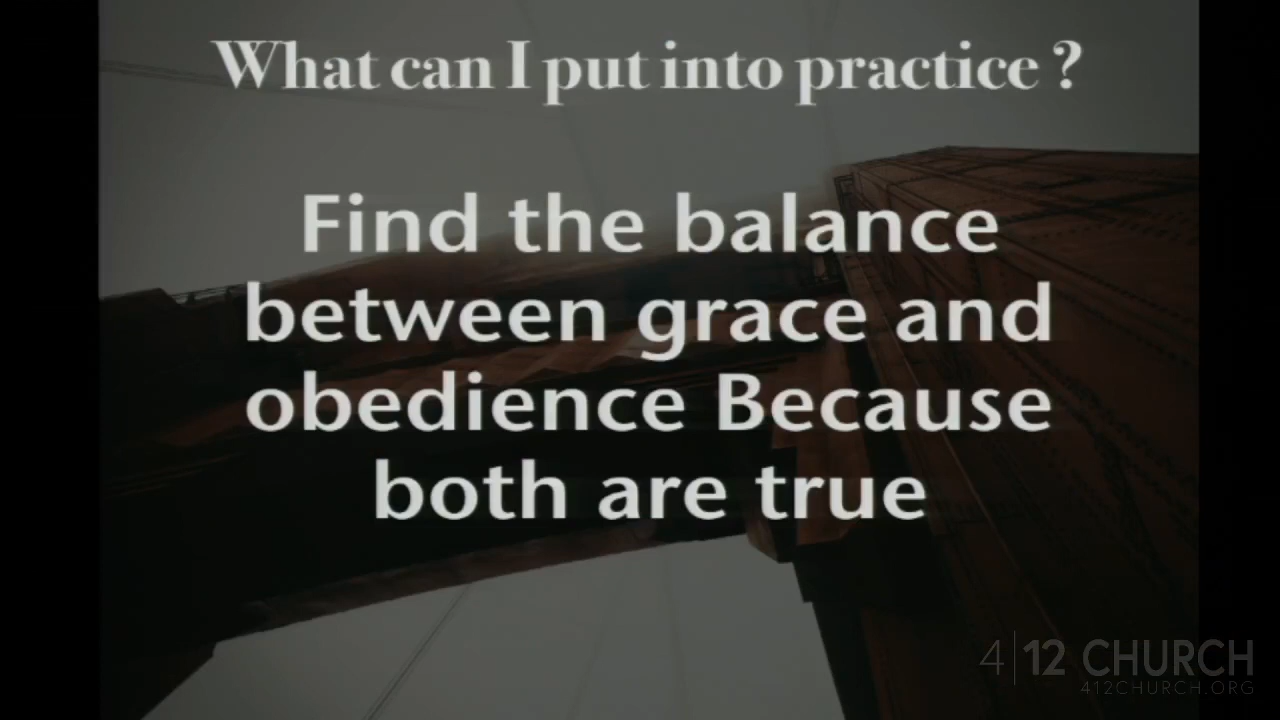 What can I put into practice ?
Find the balance
between grace and
obedience Because
both are true
4|12 CHURCH
412CHURCH.ORG